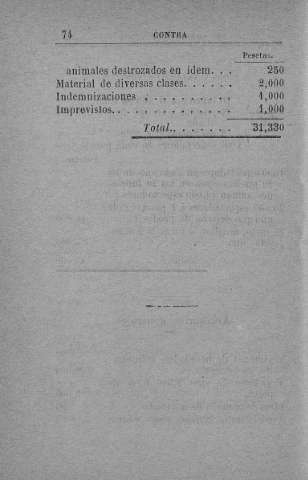 74 CONTRA
Pesetas.
animales destrozados en idem. . . 250
Material de diversas clases. . . . . . 2,000
Indemnizaciones . . . . . . . . . . 1,000
Imprevistos. . . . . . . . . . . . . . 1,000
Total. . . . . . . 31,330